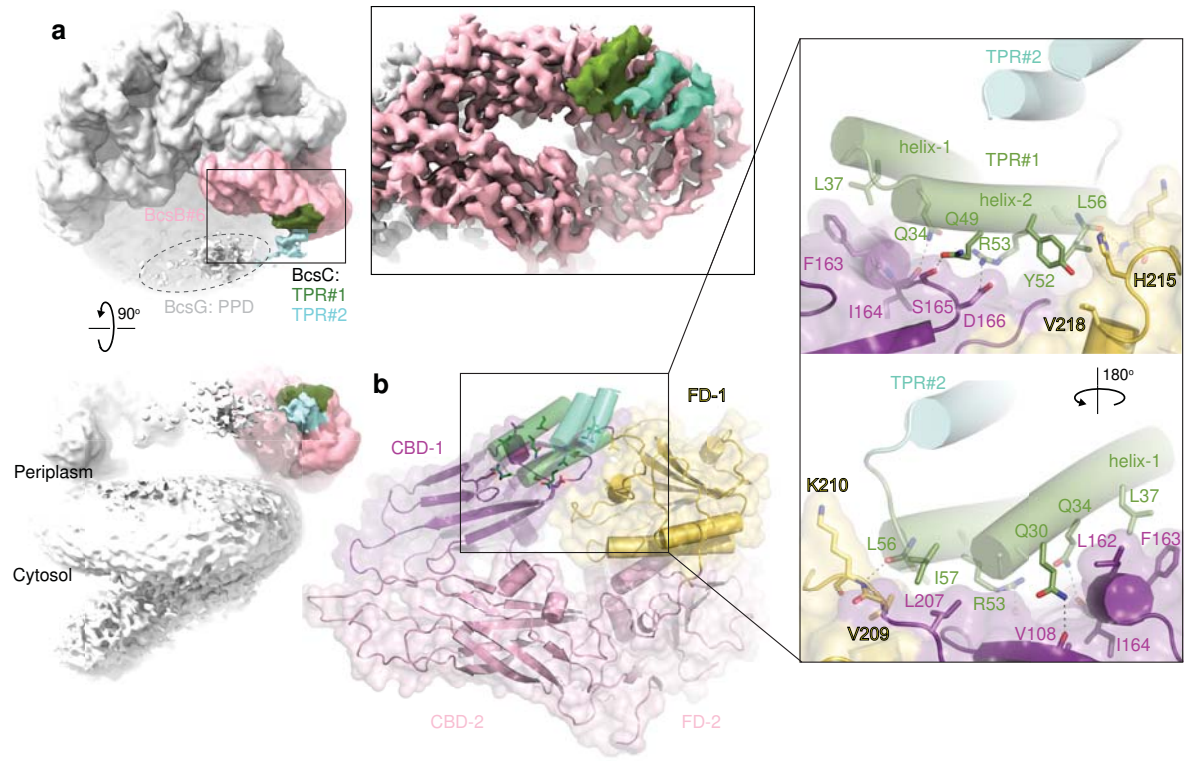 a
BcsB#6
BcsG: PPD
BcsC:
TPR#1
TPR#2
90°
Periplasm
Cytosol
b
CBD-1
FD-1
CBD-2
FD-2
TPR#2
helix-1
TPR#1
L37
helix-2
L56
Q49
Q34
R53
F163
Y52
H215
I164
S165
D166
V218
TPR#2
180°
helix-1
K210
L37
Q34
Q30
L162
F163
L56
I57
L207
R53
V209
V108
I164